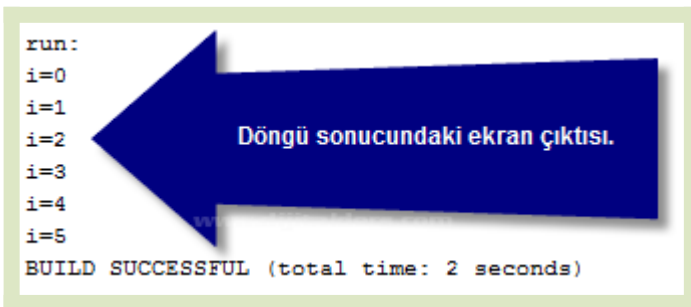 run:
i=0
i=1
i=2
Döngü sonucundaki ekran çıktısı.
i=3
i=4
i=5
BUILD SUCCESSFUL (total time: 2 seconds)